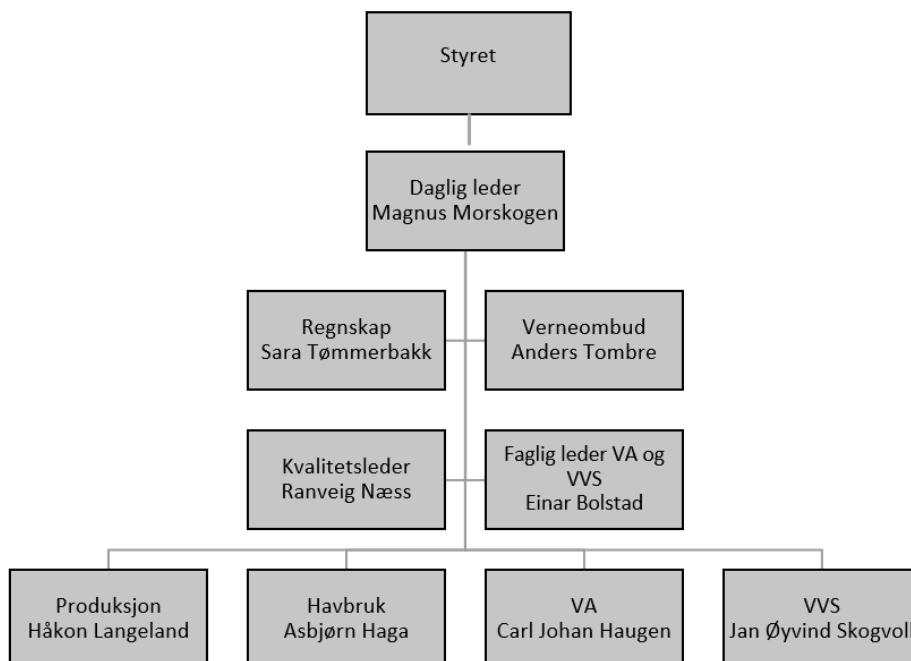 Styret
Daglig leder
Magnus Morskogen
Regnskap
Sara Tømmerbakk
Verneombud
Anders Tombre
Kvalitetsleder
Ranveig Næss
Faglig leder VA og
VVS
Einar Bolstad
Produksjon
Håkon Langeland
Havbruk
Asbjørn Haga
VA
Carl Johan Haugen
VVS
Jan Øyvind Skogvoll